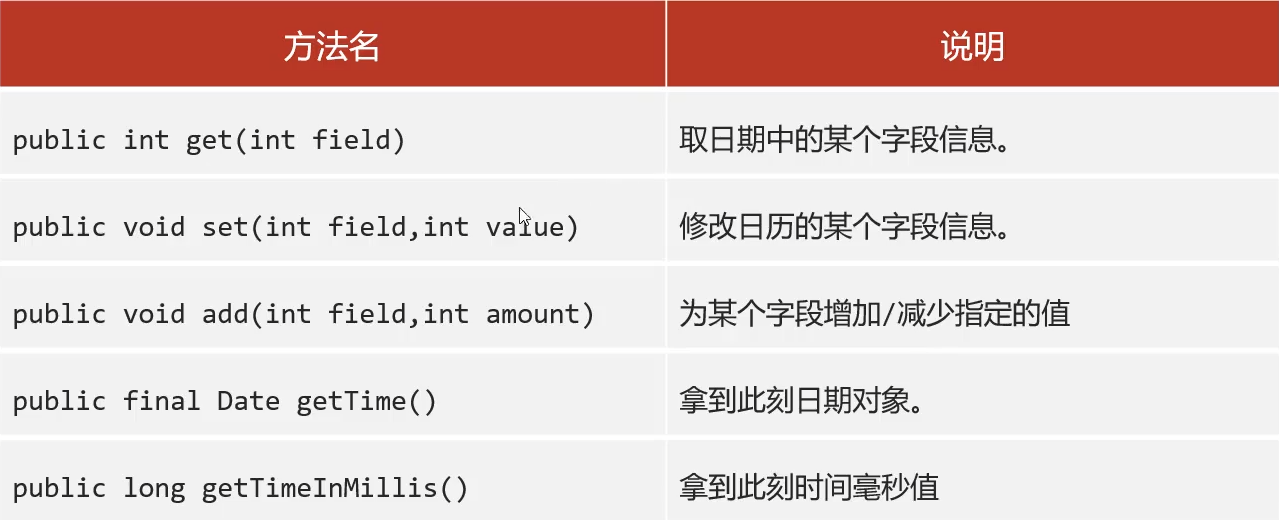 方法名 说明
public int get(int field) 取日期中的某个字段信息。
public void set(int field,int value) 修改日历的某个字段信息。
public void add(int field,int amount) 为某个字段增加/减少指定的值
public final Date getTime() 拿到此刻日期对象。
public long getTimeInMillis() 拿到此刻时间毫秒值